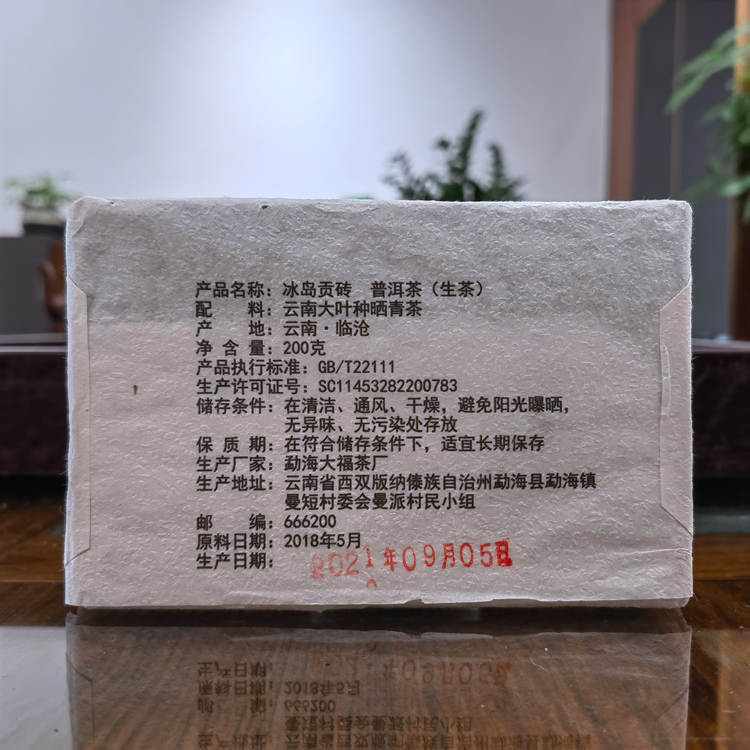 产品名称：冰岛贡砖　普洱茶（生茶）
配　　料：云南大叶种晒青茶
产　　地：云南·临沧
净 含 量：200克
产品执行标准：GB/T22111
生产许可证号：SC11453282200783
储存条件：在清洁、通风、干燥，避免阳光曝晒，
无异味、无污染处存放
保 质 期：在符合储存条件下，适宜长期保存
生产厂家：勐海大福茶厂
生产地址：云南省西双版纳傣族自治州勐海县勐海镇
曼短村委会曼派村民小组
邮　　编：666200
原料日期：2018年5月
生产日期：2021年09月05日